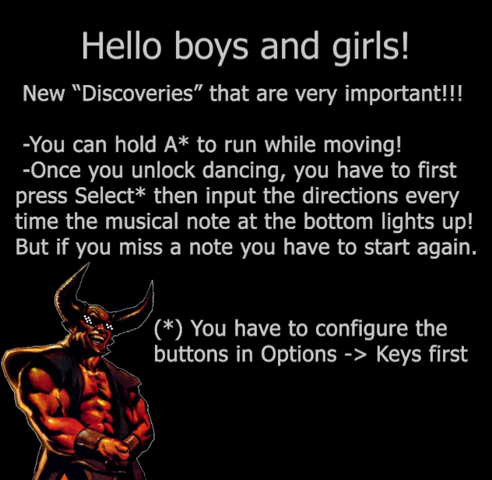 Hello boys and girls!
New “Discoveries” that are very important!!!
-You can hold A* to run while moving!
-Once you unlock dancing, you have to first
press Select* then input the directions every
time the musical note at the bottom lights up!
But if you miss a note you have to start again.
(*) You have to configure the
buttons in Options -> Keys first